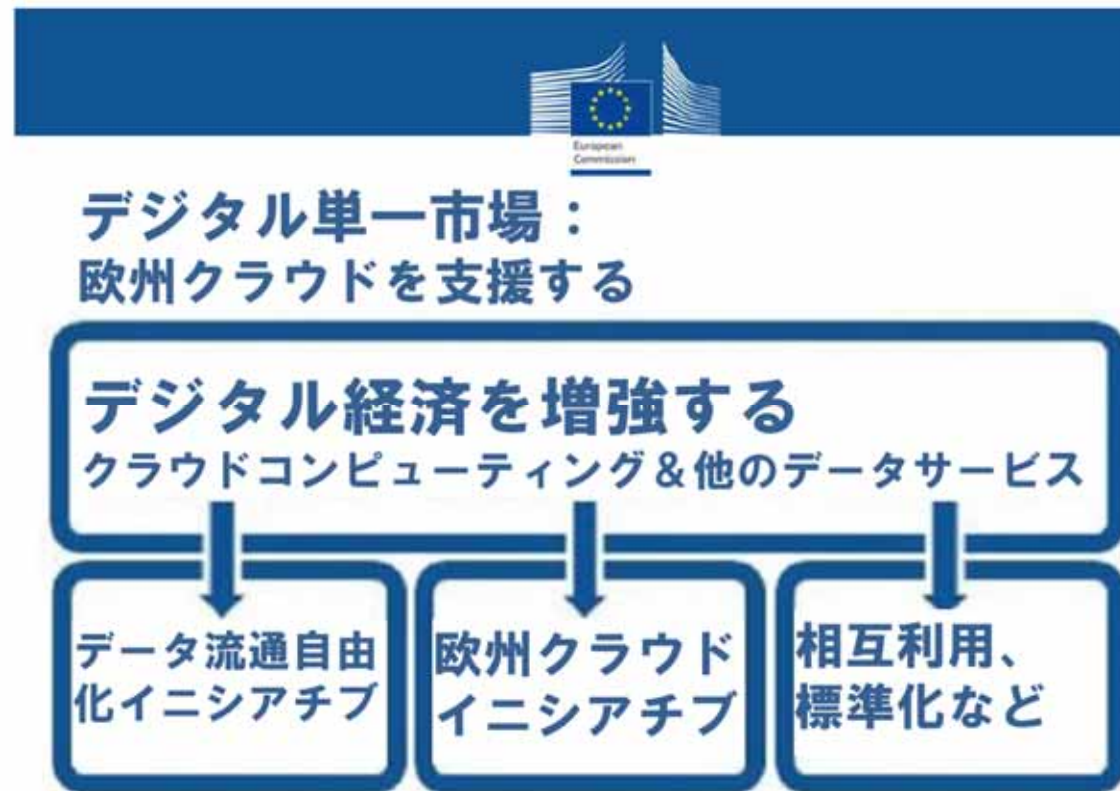 European
Commission
デジタル単一市場：
欧州クラウドを支援する
デジタル経済を増強する
クラウドコンピューティング＆他のデータサービス
データ流通自由
化イニシアチブ
欧州クラウド
イニシアチブ
相互利用、
標準化など